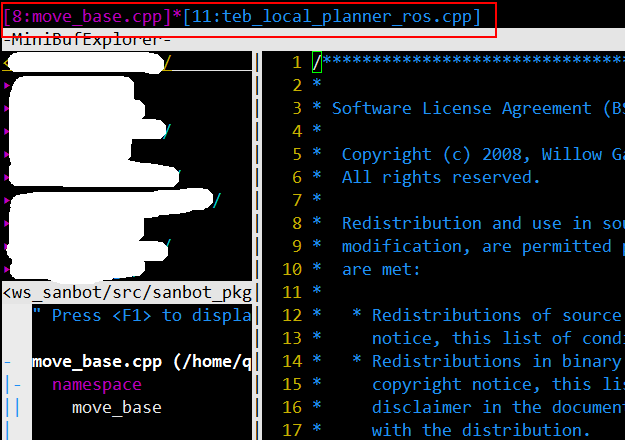 [8:move_base.cpp]*[11:teb_local_planner_ros.cpp]
-MiniBufExplorer-
<ws_sanbot/src/sanbot_pkg
" Press <F1> to displa
- move_base.cpp (/home/q
|- namespace
|| move_base
|
1 /********************************
2 *
3 * Software License Agreement (BS
4 *
5 *  Copyright (c) 2008, Willow Ga
6 *  All rights reserved.
7 *
8 *  Redistribution and use in sou
9 *  modification, are permitted p
10 *  are met:
11 *
12 *   * Redistributions of source
13 *     notice, this list of condi
14 *   * Redistributions in binary
15 *     copyright notice, this lis
16 *     disclaimer in the document
17 *     with the distribution.